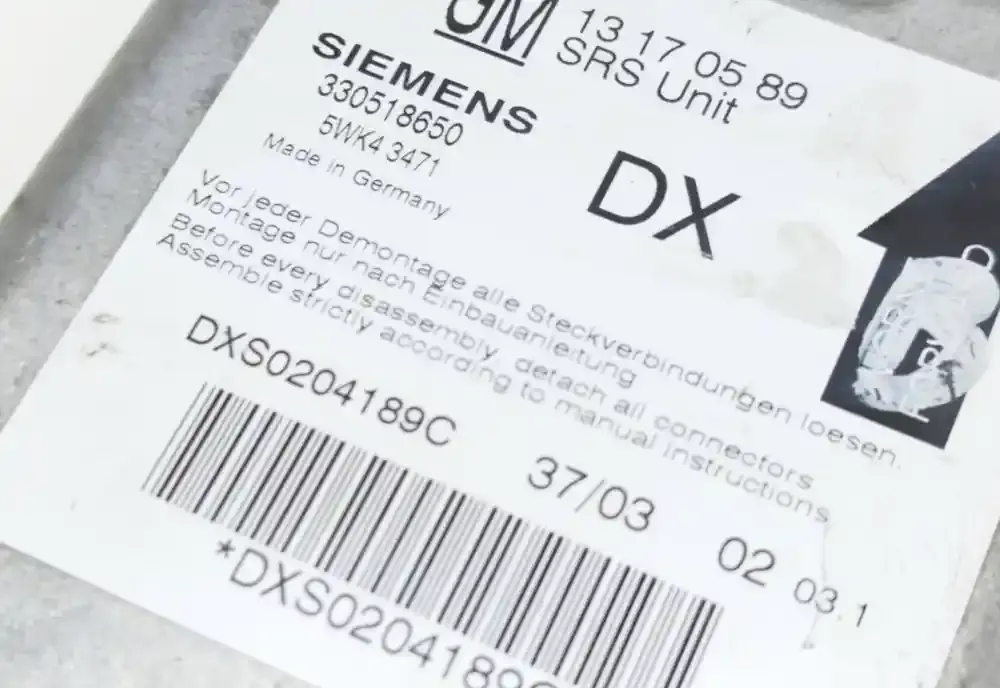 GM
13 17 05 89
SRS Unit
SIEMENS
330518650
5WK4 3471
Made in Germany
DX
Vor jeder Demontage alle Steckverbindungen loesen.
Montage nur nach Einbauanleitung
Before every disassembly, detach all connectors
Assemble strictly according to manual instructions
DXS0204189C
37/03
02
03.1
*DXS0204189C